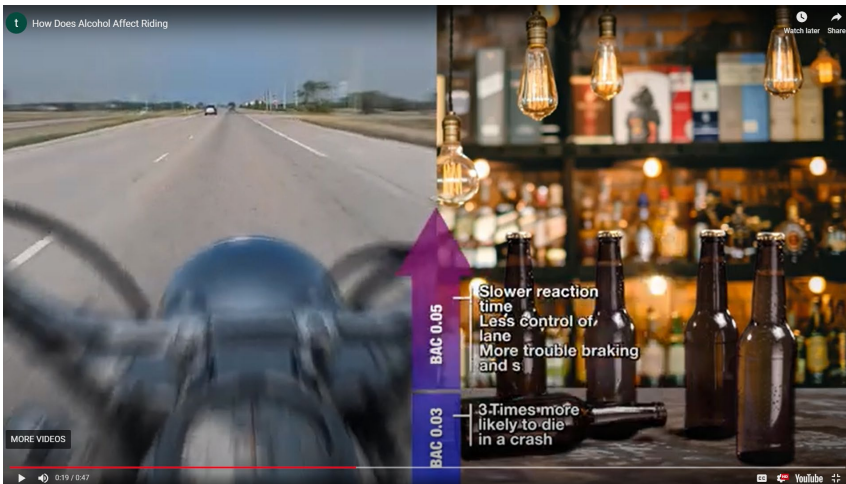 t
How Does Alcohol Affect Riding
Watch later
Share
BAC 0.05
Slower reaction
time
Less control of
lane
More trouble braking
and s
BAC 0.03
3 Times more
likely to die
in a crash
MORE VIDEOS
0:19 / 0:47
CC
HD
YouTube